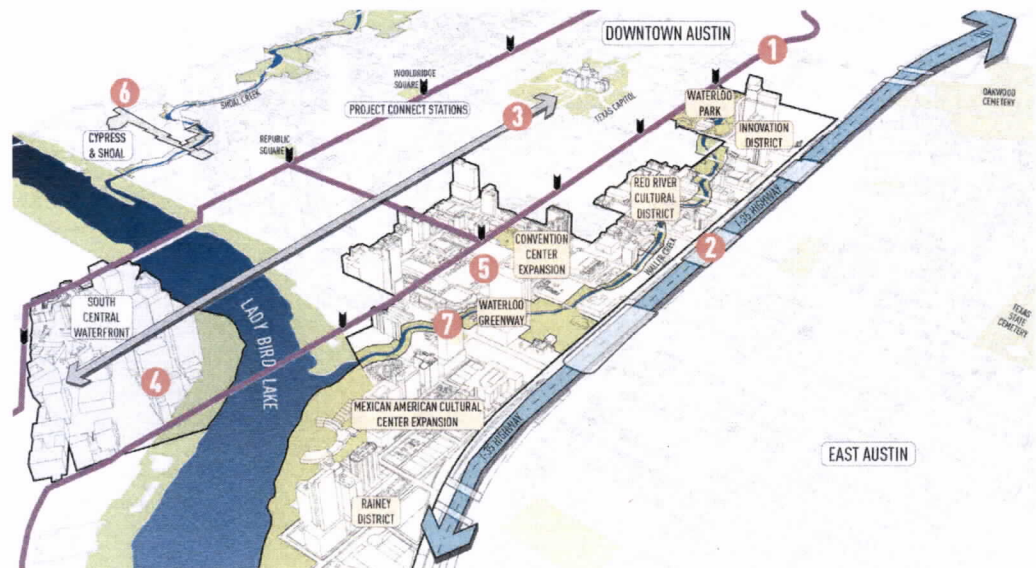 DOWNTOWN AUSTIN
1
6
SHOAL CREEK
WOOLDRIDGE
SQUARE
PROJECT CONNECT STATIONS
3
TEXAS CAPITOL
WATERLOO
PARK
INNOVATION
DISTRICT
OAKWOOD
CEMETERY
CYPRESS
& SHOAL
REPUBLIC
SQUARE
RED RIVER
CULTURAL
DISTRICT
I-35 HIGHWAY
2
WALLER CREEK
CONVENTION
CENTER
EXPANSION
5
SOUTH
CENTRAL
WATERFRONT
LADY BIRD LAKE
WATERLOO
GREENWAY
7
TEXAS
STATE
CEMETERY
4
MEXICAN AMERICAN CULTURAL
CENTER EXPANSION
I-35 HIGHWAY
EAST AUSTIN
RAINEY
DISTRICT